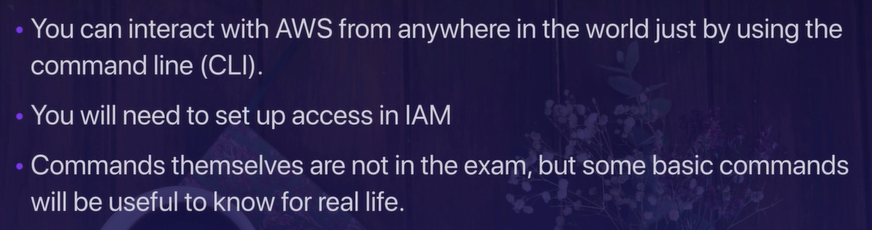 • You can interact with AWS from anywhere in the world just by using the
command line (CLI).
• You will need to set up access in IAM
• Commands themselves are not in the exam, but some basic commands
will be useful to know for real life.